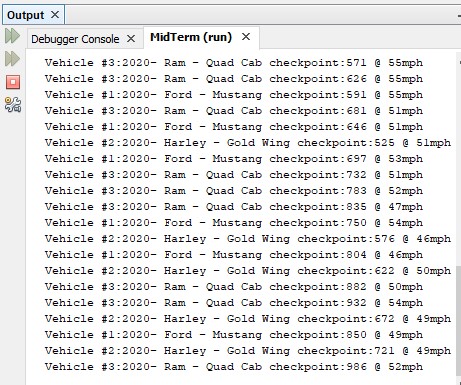 Output ×
Debugger Console × MidTerm (run) ×
Vehicle #3:2020- Ram - Quad Cab checkpoint:571 @ 55mph
Vehicle #3:2020- Ram - Quad Cab checkpoint:626 @ 55mph
Vehicle #1:2020- Ford - Mustang checkpoint:591 @ 55mph
Vehicle #3:2020- Ram - Quad Cab checkpoint:681 @ 51mph
Vehicle #1:2020- Ford - Mustang checkpoint:646 @ 51mph
Vehicle #2:2020- Harley - Gold Wing checkpoint:525 @ 51mph
Vehicle #1:2020- Ford - Mustang checkpoint:697 @ 53mph
Vehicle #3:2020- Ram - Quad Cab checkpoint:732 @ 51mph
Vehicle #3:2020- Ram - Quad Cab checkpoint:783 @ 52mph
Vehicle #3:2020- Ram - Quad Cab checkpoint:835 @ 47mph
Vehicle #1:2020- Ford - Mustang checkpoint:750 @ 54mph
Vehicle #2:2020- Harley - Gold Wing checkpoint:576 @ 46mph
Vehicle #1:2020- Ford - Mustang checkpoint:804 @ 46mph
Vehicle #2:2020- Harley - Gold Wing checkpoint:622 @ 50mph
Vehicle #3:2020- Ram - Quad Cab checkpoint:882 @ 50mph
Vehicle #3:2020- Ram - Quad Cab checkpoint:932 @ 54mph
Vehicle #2:2020- Harley - Gold Wing checkpoint:672 @ 49mph
Vehicle #1:2020- Ford - Mustang checkpoint:850 @ 49mph
Vehicle #2:2020- Harley - Gold Wing checkpoint:721 @ 49mph
Vehicle #3:2020- Ram - Quad Cab checkpoint:986 @ 52mph